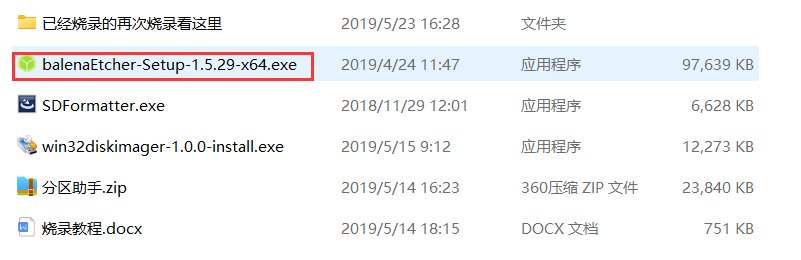 已经烧录的再次烧录看这里 2019/5/23 16:28 文件夹
balenaEtcher-Setup-1.5.29-x64.exe 2019/4/24 11:47 应用程序 97,639 KB
SDFormatter.exe 2018/11/29 12:01 应用程序 6,628 KB
win32diskimager-1.0.0-install.exe 2019/5/15 9:12 应用程序 12,273 KB
分区助手.zip 2019/5/14 16:23 360压缩 ZIP 文件 23,840 KB
烧录教程.docx 2019/5/14 18:15 DOCX 文档 751 KB